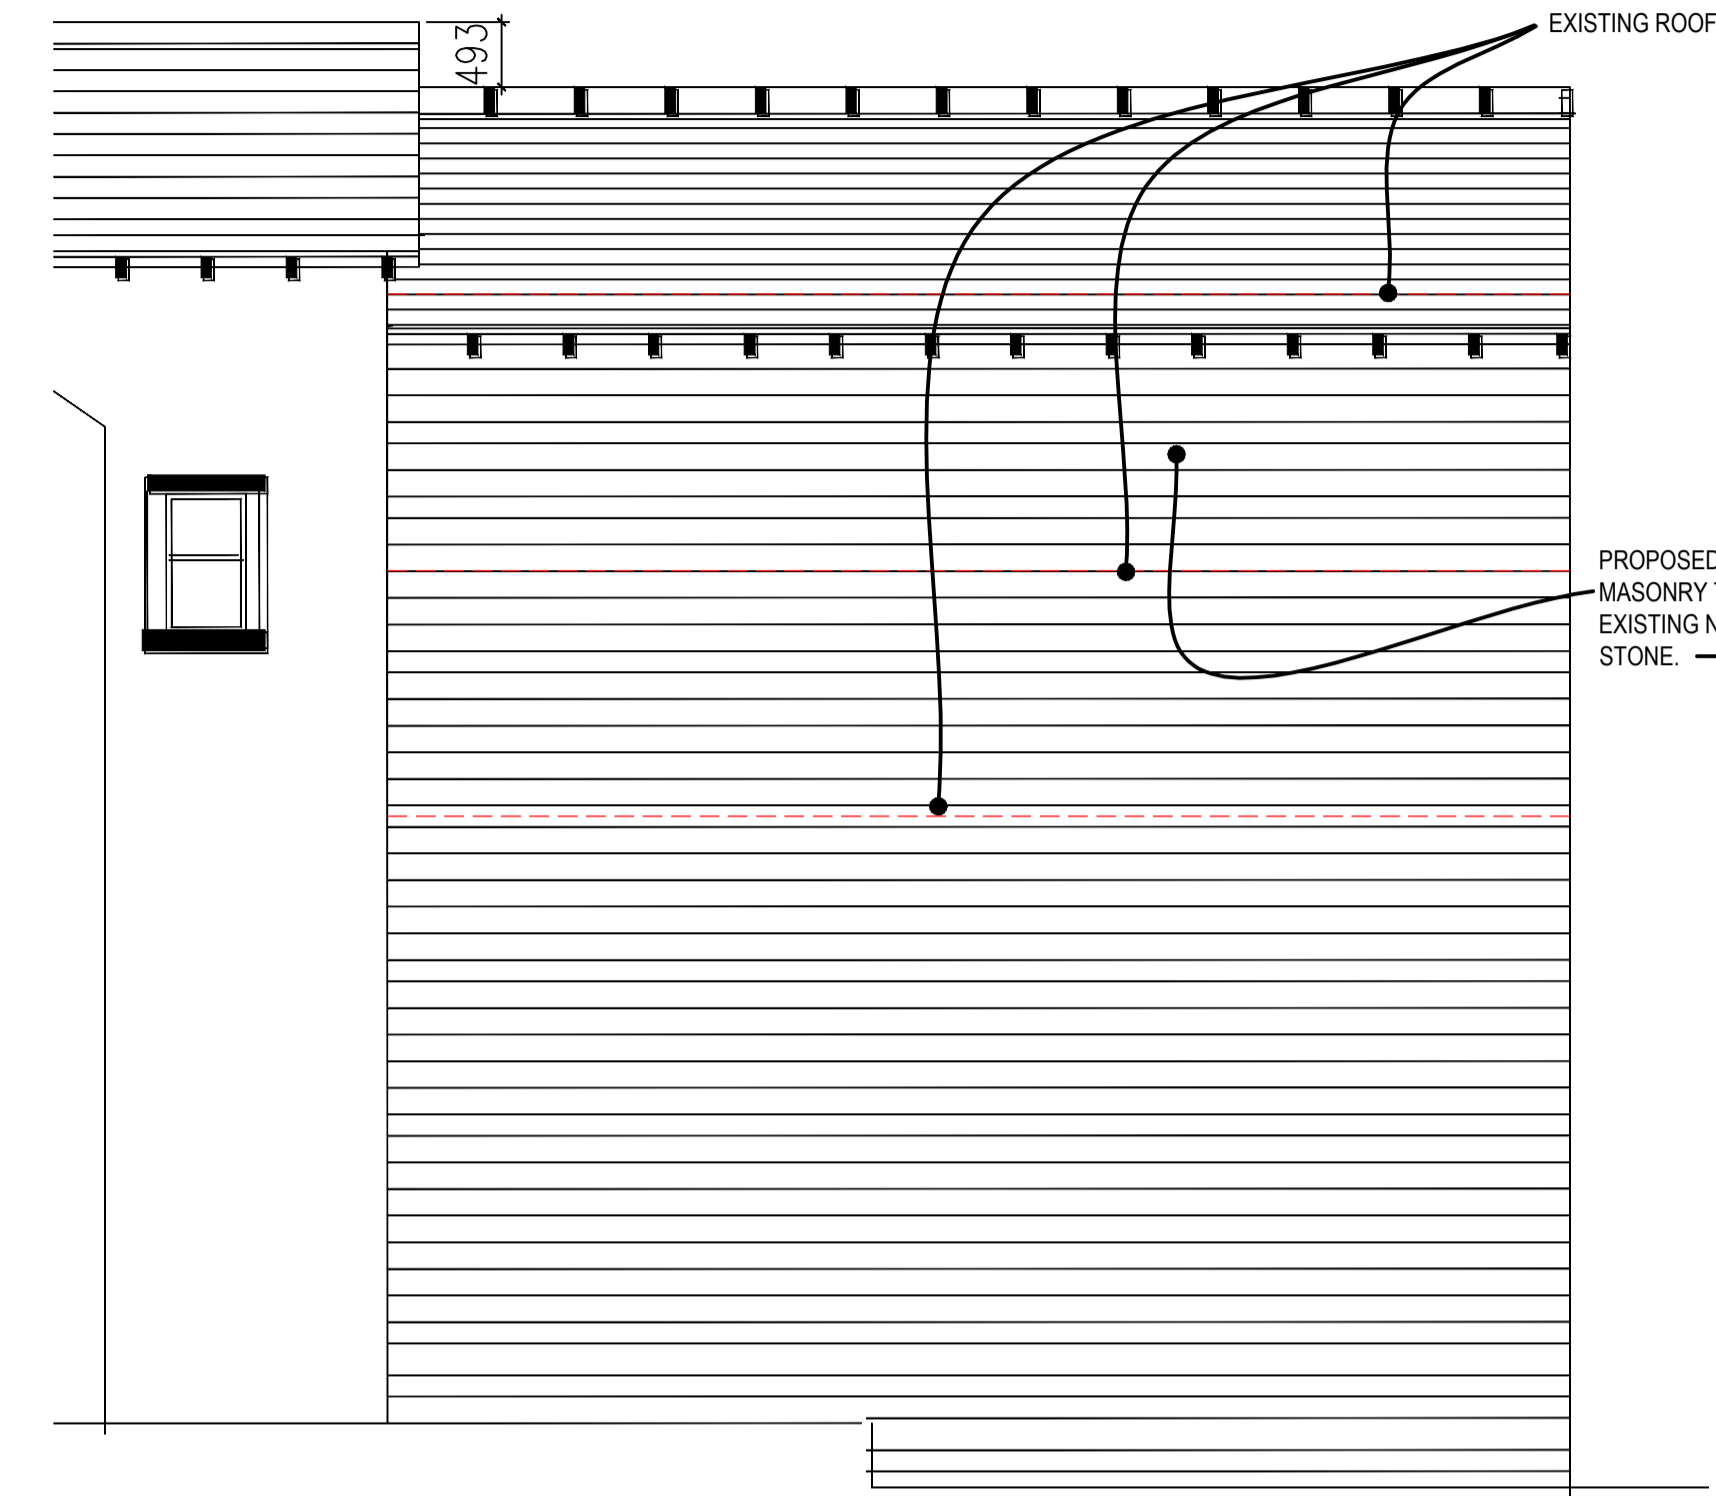 493
EXISTING ROOF
PROPOSED
MASONRY
EXISTING
STONE.